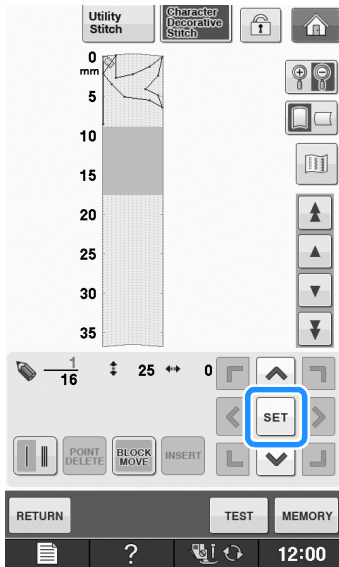 Utility
Stitch
Character
Decorative
Stitch
0
mm
5
10
15
20
25
30
35
1
16
25
0
SET
POINT
DELETE
BLOCK
MOVE
INSERT
RETURN
TEST
MEMORY
?
12:00